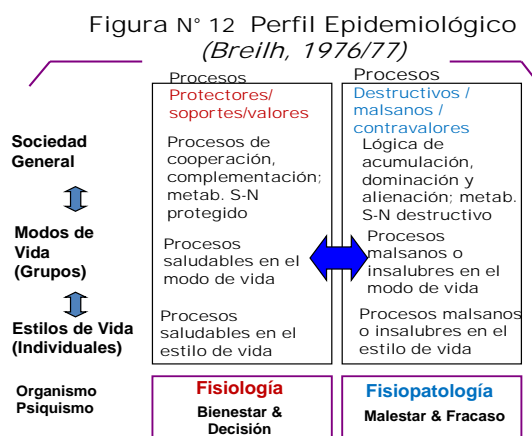 Figura N° 12 Perfil Epidemiológico
(Breilh, 1976/77)
Sociedad
General
Modos de
Vida
(Grupos)
Estilos de Vida
(Individuales)
Organismo
Psiquismo
Procesos
Protectores/
soportes/valores
Procesos de
cooperación,
complementación;
metab. S-N
protegido
Procesos
saludables en el
modo de vida
Procesos
saludables en el
estilo de vida
Fisiología
Bienestar &
Decisión
Procesos
Destructivos /
malsanos /
contravalores
Lógica de
acumulación,
dominación y
alienación; metab.
S-N destructivo
Procesos
malsanos o
insalubres en el
modo de vida
Procesos malsanos
o insalubres en el
estilo de vida
Fisiopatología
Malestar & Fracaso